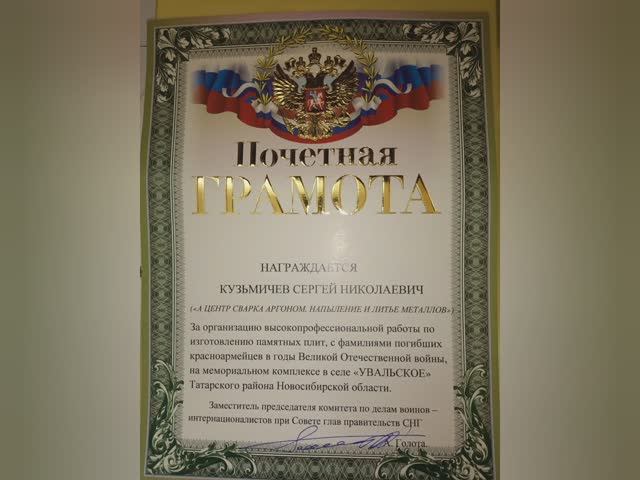 Почетная
ГРАМОТА
НАГРАЖДАЕТСЯ
КУЗЬМИЧЕВ СЕРГЕЙ НИКОЛАЕВИЧ
(«А ЦЕНТР СВАРКА АРГОНОМ, НАПЫЛЕНИЕ И ЛИТЬЕ МЕТАЛЛОВ»)
За организацию высокопрофессиональной работы по
изготовлению памятных плит, с фамилиями погибших
красноармейцев в годы Великой Отечественной войны,
на мемориальном комплексе в селе «УВАЛЬСКОЕ»
Татарского района Новосибирской области.
Заместитель председателя комитета по делам воинов –
интернационалистов при Совете глав правительств СНГ
Голота.